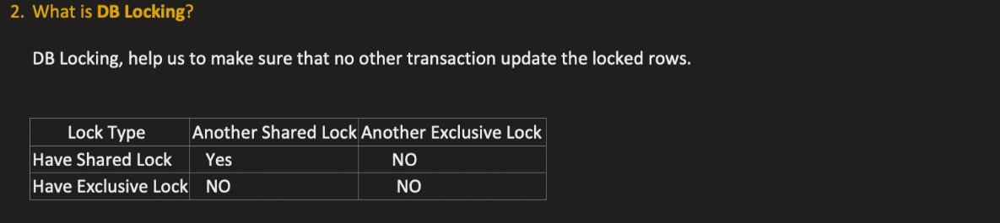 2. What is DB Locking?
DB Locking, help us to make sure that no other transaction update the locked rows.
Lock Type Another Shared Lock Another Exclusive Lock
Have Shared Lock Yes NO
Have Exclusive Lock NO NO